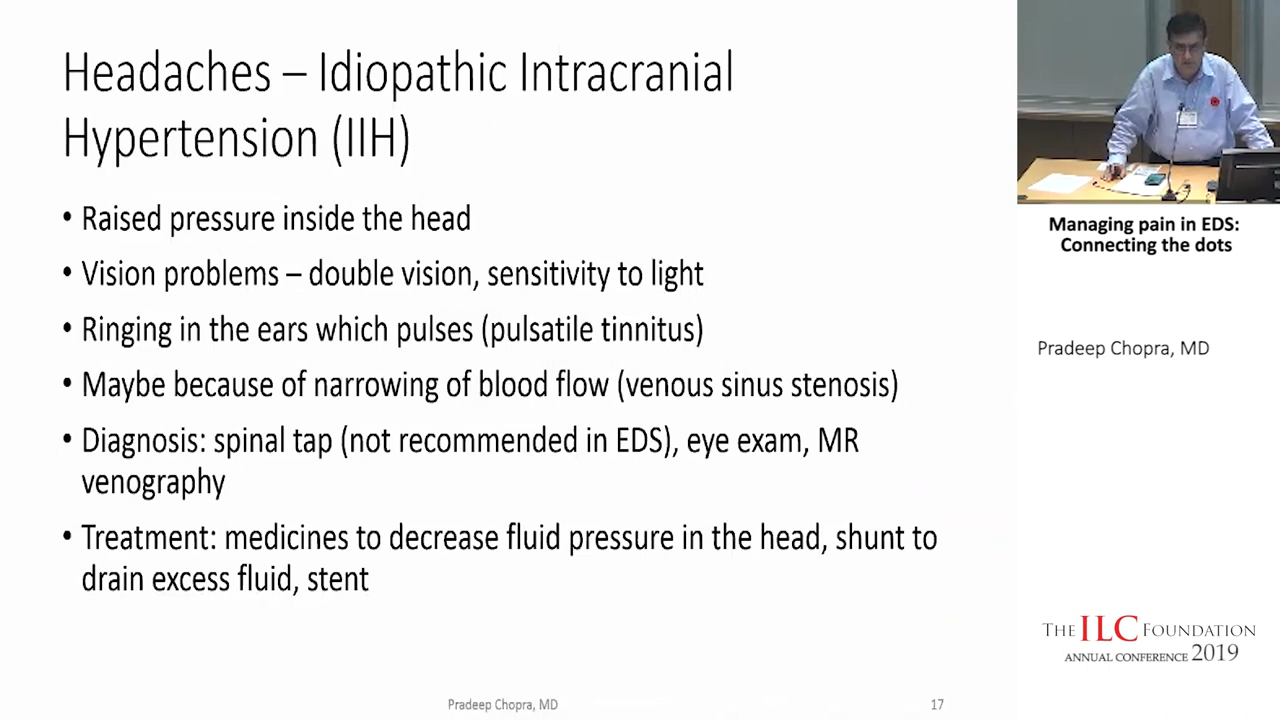 Headaches – Idiopathic Intracranial
Hypertension (IIH)
• Raised pressure inside the head
• Vision problems – double vision, sensitivity to light
• Ringing in the ears which pulses (pulsatile tinnitus)
• Maybe because of narrowing of blood flow (venous sinus stenosis)
• Diagnosis: spinal tap (not recommended in EDS), eye exam, MR
venography
• Treatment: medicines to decrease fluid pressure in the head, shunt to
drain excess fluid, stent
Pradeep Chopra, MD
17
Managing pain in EDS:
Connecting the dots
Pradeep Chopra, MD
THE ILC FOUNDATION
ANNUAL CONFERENCE 2019